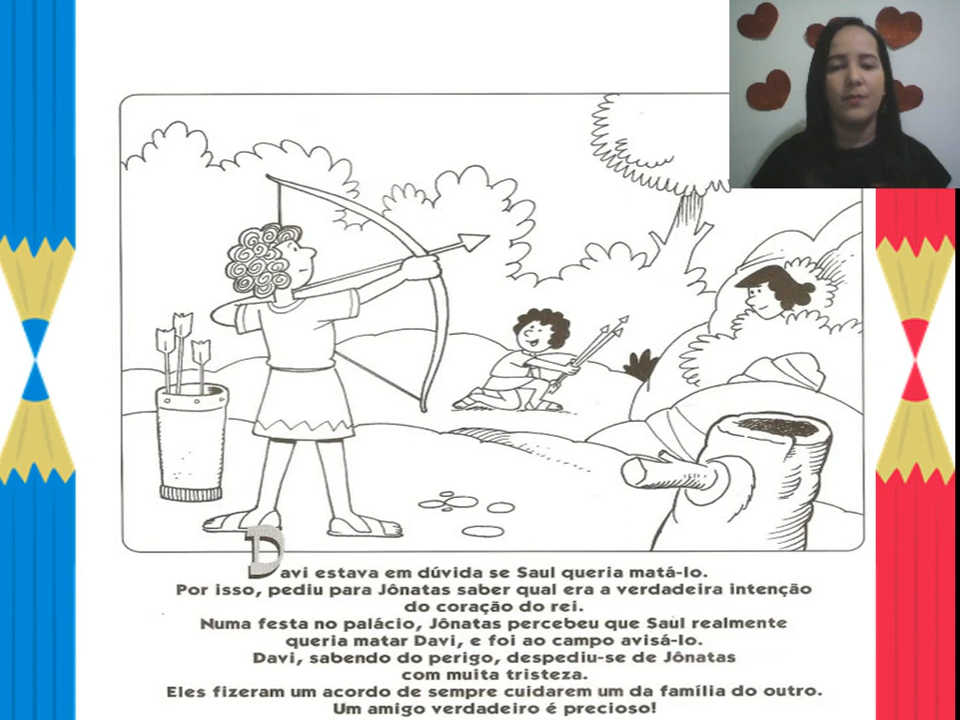 Davi estava em dúvida se Saul queria matá-lo.
Por isso, pediu para Jônatas saber qual era a verdadeira intenção
do coração do rei.
Numa festa no palácio, Jônatas percebeu que Saul realmente
queria matar Davi, e foi ao campo avisá-lo.
Davi, sabendo do perigo, despediu-se de Jônatas
com muita tristeza.
Eles fizeram um acordo de sempre cuidarem um da família do outro.
Um amigo verdadeiro é precioso!